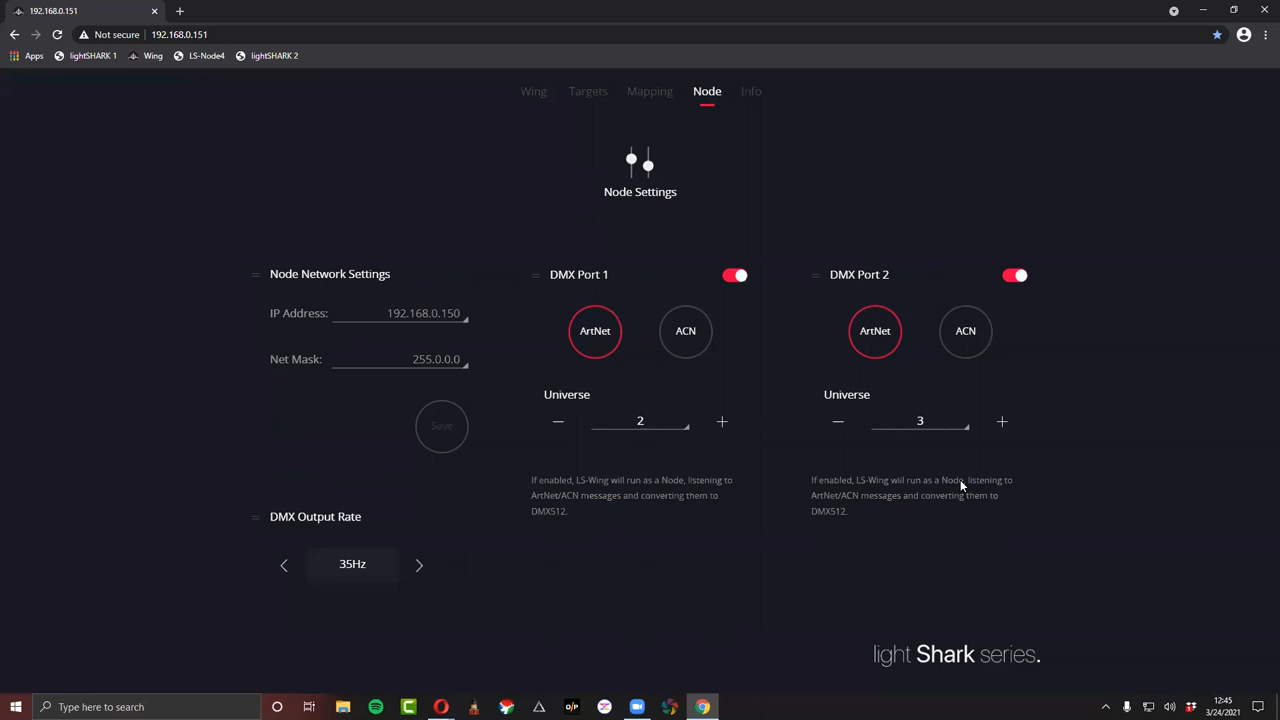 192.168.0.151
Not secure
192.168.0.151
Apps
lightSHARK 1
Wing
LS-Node4
lightSHARK 2
Wing
Targets
Mapping
Node
Info
Node Settings
Node Network Settings
IP Address: 192.168.0.150
Net Mask: 255.0.0.0
Save
DMX Output Rate
35Hz
DMX Port 1
ArtNet
ACN
Universe
2
If enabled, LS-Wing will run as a Node, listening to
ArtNet/ACN messages and converting them to
DMX512.
DMX Port 2
ArtNet
ACN
Universe
3
If enabled, LS-Wing will run as a Node, listening to
ArtNet/ACN messages and converting them to
DMX512.
light Shark series.
Type here to search
O/P
12:45
3/24/2021